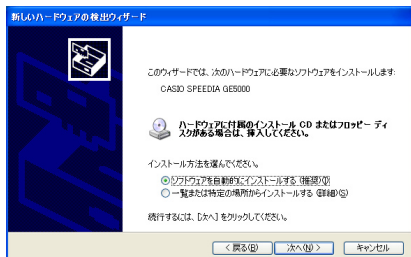 新しいハードウェアの検出ウィザード
このウィザードでは、次のハードウェアに必要なソフトウェアをインストールします:
CASIO SPEEDIA GE5000
ハードウェアに付属のインストール CD またはフロッピー ディ
スクがある場合は、挿入してください。
インストール方法を選んでください。
ソフトウェアを自動的にインストールする (推奨)(I)
一覧または特定の場所からインストールする (詳細)(S)
続行するには、[次へ] をクリックしてください。
< 戻る(B) 次へ(N) > キャンセル